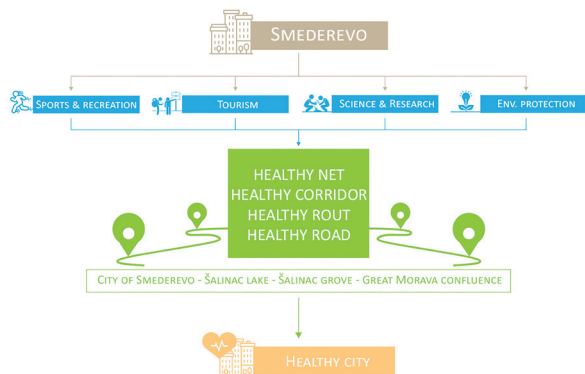 SMEDEREVO
SPORTS & RECREATION
TOURISM
SCIENCE & RESEARCH
ENV. PROTECTION
HEALTHY NET
HEALTHY CORRIDOR
HEALTHY ROUT
HEALTHY ROAD
CITY OF SMEDEREVO - ŠALINAC LAKE - ŠALINAC GROVE - GREAT MORAVA CONFLUENCE
HEALTHY CITY